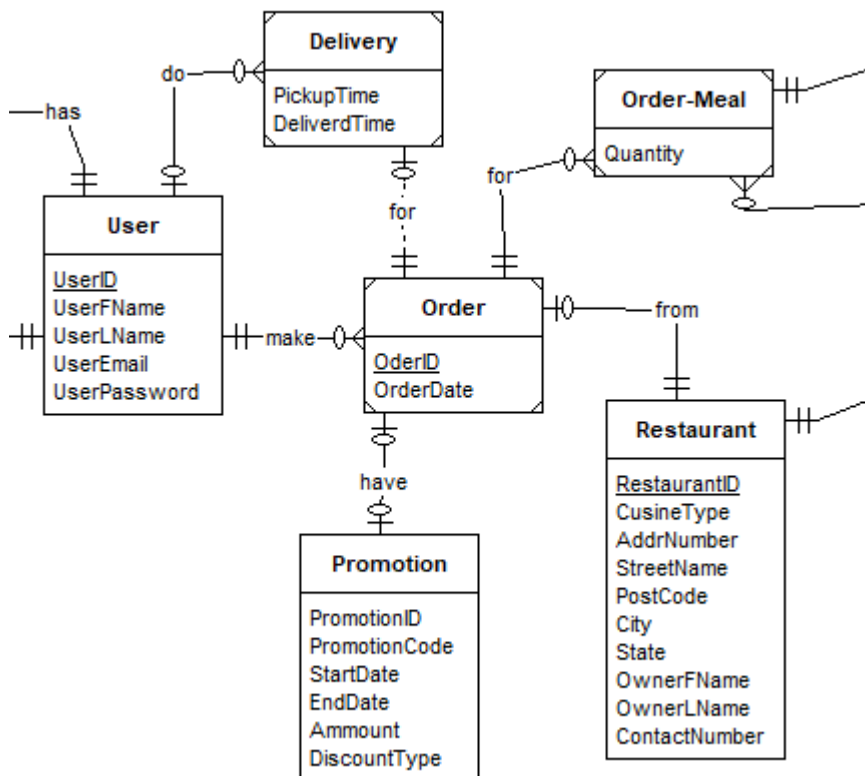 Delivery
PickupTime
DeliverdTime
do
has
Order-Meal
Quantity
for
for
User
UserID
UserFName
UserLName
UserEmail
UserPassword
make
Order
OderID
OrderDate
from
have
Restaurant
RestaurantID
CusineType
AddrNumber
StreetName
PostCode
City
State
OwnerFName
OwnerLName
ContactNumber
Promotion
PromotionID
PromotionCode
StartDate
EndDate
Ammount
DiscountType